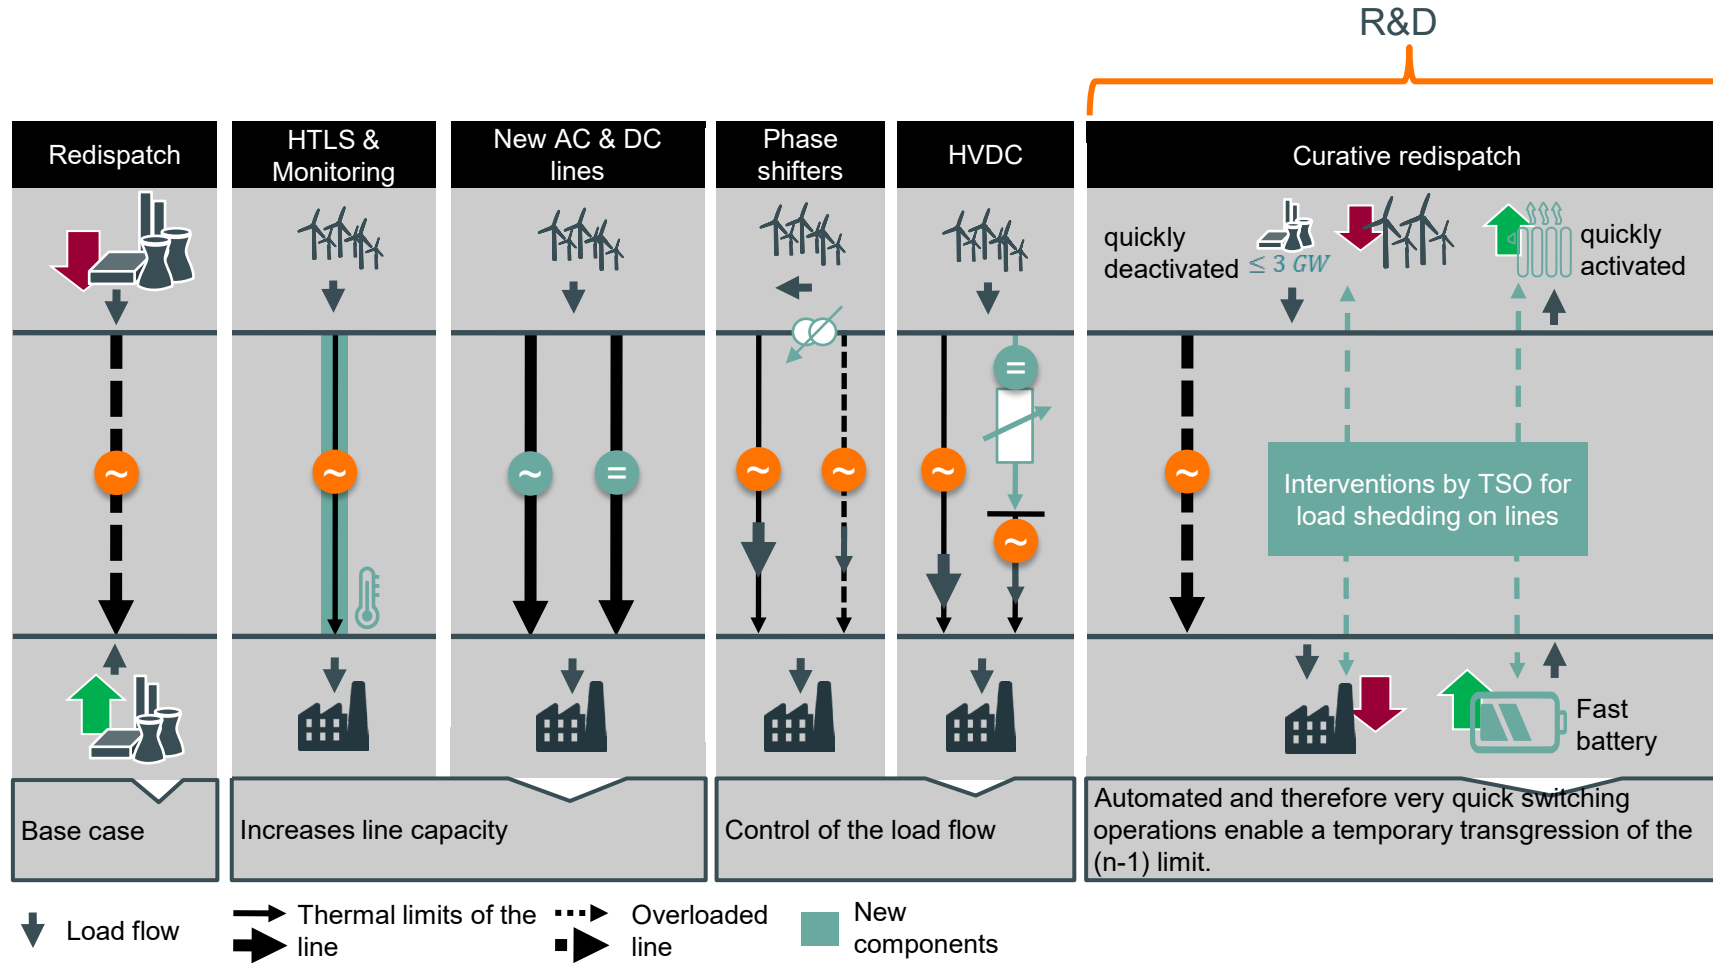 R&D
Redispatch
HTLS &
Monitoring
New AC & DC
lines
Phase
shifters
HVDC
Curative redispatch
quickly
deactivated
≤ 3 GW
quickly
activated
~
~
~
=
~
~
~
=
~
~
Interventions by TSO for
load shedding on lines
Fast
battery
Base case
Increases line capacity
Control of the load flow
Automated and therefore very quick switching
operations enable a temporary transgression of the
(n-1) limit.
Load flow
Thermal limits of the
line
Overloaded
line
New
components